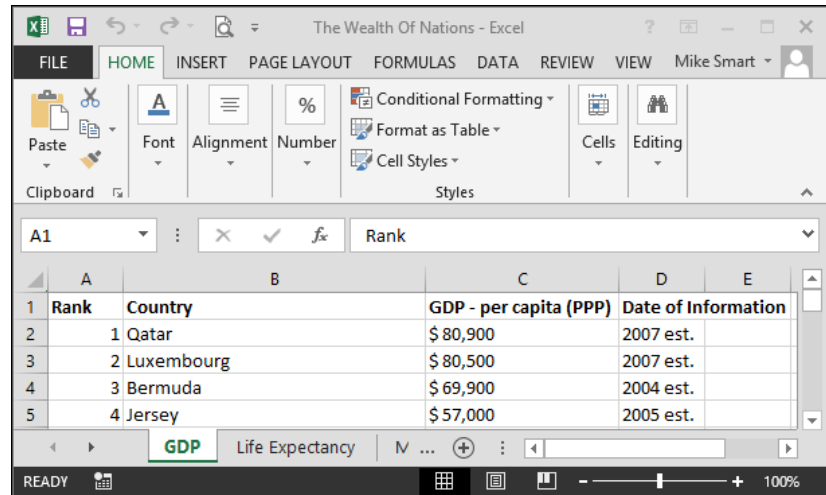 The Wealth Of Nations - Excel ?
FILE HOME INSERT PAGE LAYOUT FORMULAS DATA REVIEW VIEW Mike Smart
Paste
Clipboard
A
Font
Alignment
%
Number
Conditional Formatting
Format as Table
Cell Styles
Styles
Cells
Editing
A1 fx Rank
A B C D E
1 Rank Country GDP - per capita (PPP) Date of Information
2 1 Qatar $ 80,900 2007 est.
3 2 Luxembourg $ 80,500 2007 est.
4 3 Bermuda $ 69,900 2004 est.
5 4 Jersey $ 57,000 2005 est.
GDP Life Expectancy M ...
READY - + 100%